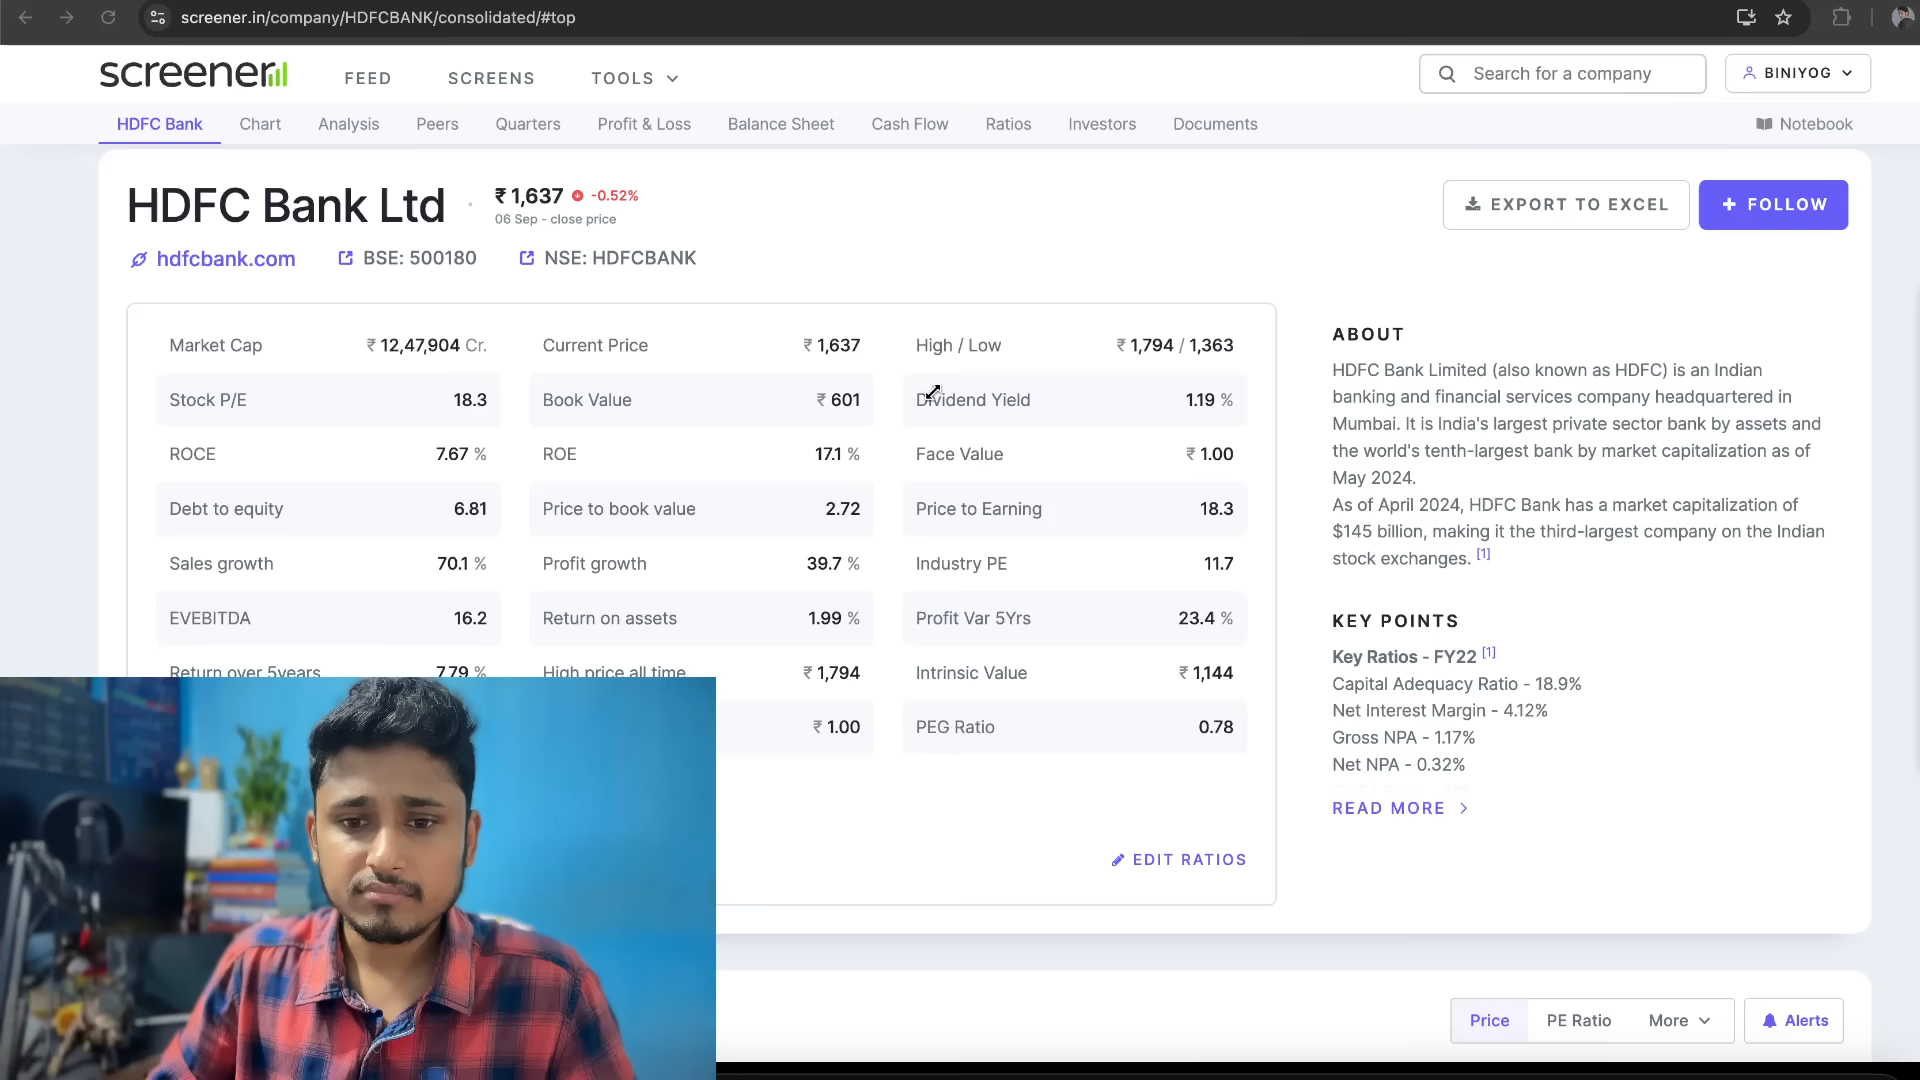 screener.in/company/HDFCBANK/consolidated/#top
screener
FEED
SCREENS
TOOLS
Search for a company
BINIYOG
HDFC Bank
Chart
Analysis
Peers
Quarters
Profit & Loss
Balance Sheet
Cash Flow
Ratios
Investors
Documents
Notebook
HDFC Bank Ltd
₹ 1,637 -0.52%
06 Sep - close price
EXPORT TO EXCEL
+ FOLLOW
hdfcbank.com
BSE: 500180
NSE: HDFCBANK
Market Cap ₹ 12,47,904 Cr.
Current Price ₹ 1,637
High / Low ₹ 1,794 / 1,363
Stock P/E 18.3
Book Value ₹ 601
Dividend Yield 1.19 %
ROCE 7.67 %
ROE 17.1 %
Face Value ₹ 1.00
Debt to equity 6.81
Price to book value 2.72
Price to Earning 18.3
Sales growth 70.1 %
Profit growth 39.7 %
Industry PE 11.7
EVEBITDA 16.2
Return on assets 1.99 %
Profit Var 5Yrs 23.4 %
Return over 5years 7.79 %
High price all time ₹ 1,794
Intrinsic Value ₹ 1,144
₹ 1.00
PEG Ratio 0.78
EDIT RATIOS
ABOUT
HDFC Bank Limited (also known as HDFC) is an Indian
banking and financial services company headquartered in
Mumbai. It is India's largest private sector bank by assets and
the world's tenth-largest bank by market capitalization as of
May 2024.
As of April 2024, HDFC Bank has a market capitalization of
$145 billion, making it the third-largest company on the Indian
stock exchanges. [1]
KEY POINTS
Key Ratios - FY22 [1]
Capital Adequacy Ratio - 18.9%
Net Interest Margin - 4.12%
Gross NPA - 1.17%
Net NPA - 0.32%
READ MORE
Price
PE Ratio
More
Alerts